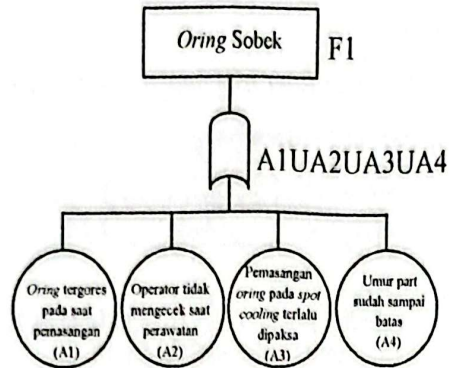 Oring Sobek
F1
A1UA2UA3UA4
Oring tergores
pada saat
pemasangan
(A1)
Operator tidak
mengecek saat
perawatan
(A2)
Pemasangan
oring pada spot
cooling terlalu
dipaksa
(A3)
Umur part
sudah sampai
batas
(A4)